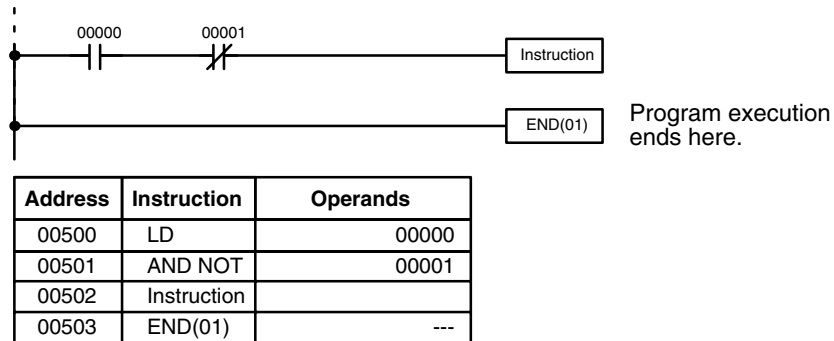 00000 00001
Instruction
END(01)
Program execution
ends here.
Address Instruction Operands
00500 LD 00000
00501 AND NOT 00001
00502 Instruction
00503 END(01) ---